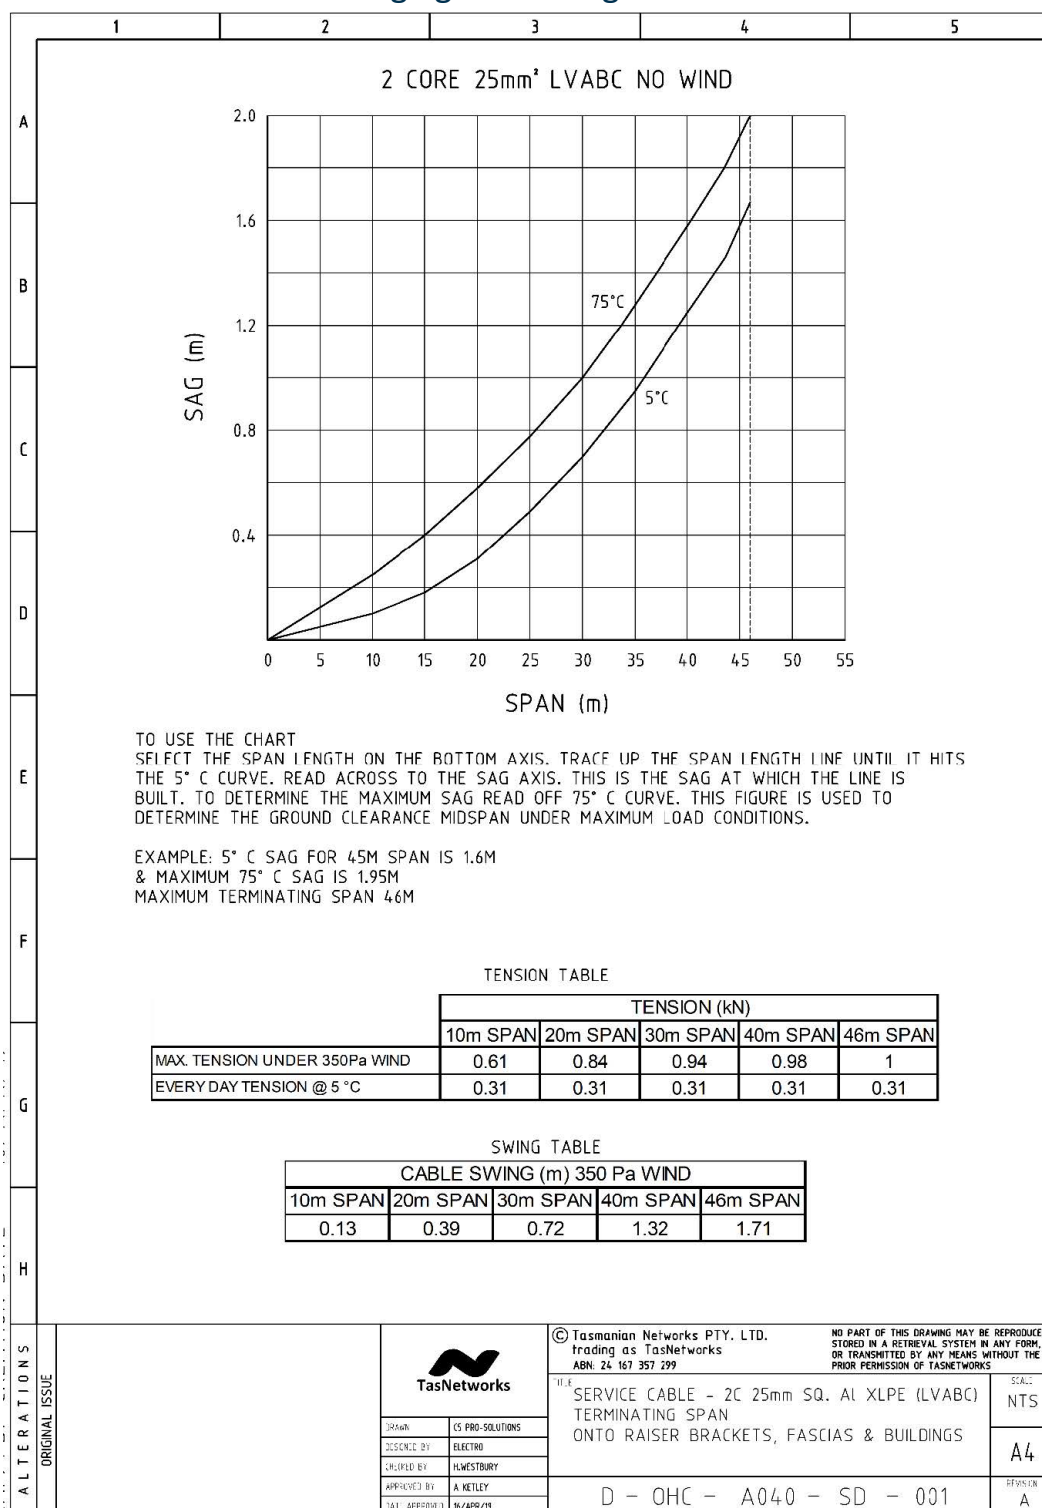 1 2 3 4 5
2 CORE 25mm² LVABC NO WIND
A
B
C
D
E
F
G
H
2.0
1.6
1.2
0.8
0.4
SAG (m)
75°C
5°C
0 5 10 15 20 25 30 35 40 45 50 55
SPAN (m)
TO USE THE CHART
SELECT THE SPAN LENGTH ON THE BOTTOM AXIS. TRACE UP THE SPAN LENGTH LINE UNTIL IT HITS
THE 5° C CURVE. READ ACROSS TO THE SAG AXIS. THIS IS THE SAG AT WHICH THE LINE IS
BUILT. TO DETERMINE THE MAXIMUM SAG READ OFF 75° C CURVE. THIS FIGURE IS USED TO
DETERMINE THE GROUND CLEARANCE MIDSPAN UNDER MAXIMUM LOAD CONDITIONS.
EXAMPLE: 5° C SAG FOR 45M SPAN IS 1.6M
& MAXIMUM 75° C SAG IS 1.95M
MAXIMUM TERMINATING SPAN 46M
TENSION TABLE
TENSION (kN)
10m SPAN 20m SPAN 30m SPAN 40m SPAN 46m SPAN
MAX. TENSION UNDER 350Pa WIND 0.61 0.84 0.94 0.98 1
EVERY DAY TENSION @ 5 °C 0.31 0.31 0.31 0.31 0.31
SWING TABLE
CABLE SWING (m) 350 Pa WIND
10m SPAN 20m SPAN 30m SPAN 40m SPAN 46m SPAN
0.13 0.39 0.72 1.32 1.71
ALTERATIONS
ORIGINAL ISSUE
TasNetworks
DRAWN CS PRO-SOLUTIONS
DESIGNED BY ELECTRO
CHECKED BY H.WESTBURY
APPROVED BY A KETLEY
DATE APPROVED 16/APR/19
© Tasmanian Networks PTY. LTD.
trading as TasNetworks
ABN: 24 167 357 299
NO PART OF THIS DRAWING MAY BE REPRODUCE
STORED IN A RETRIEVAL SYSTEM IN ANY FORM,
OR TRANSMITTED BY ANY MEANS WITHOUT THE
PRIOR PERMISSION OF TASNETWORKS
TITLE
SERVICE CABLE - 2C 25mm SQ. Al XLPE (LVABC)
TERMINATING SPAN
ONTO RAISER BRACKETS, FASCIAS & BUILDINGS
SCALE
NTS
A4
D - OHC - A040 - SD - 001
REVISION
A